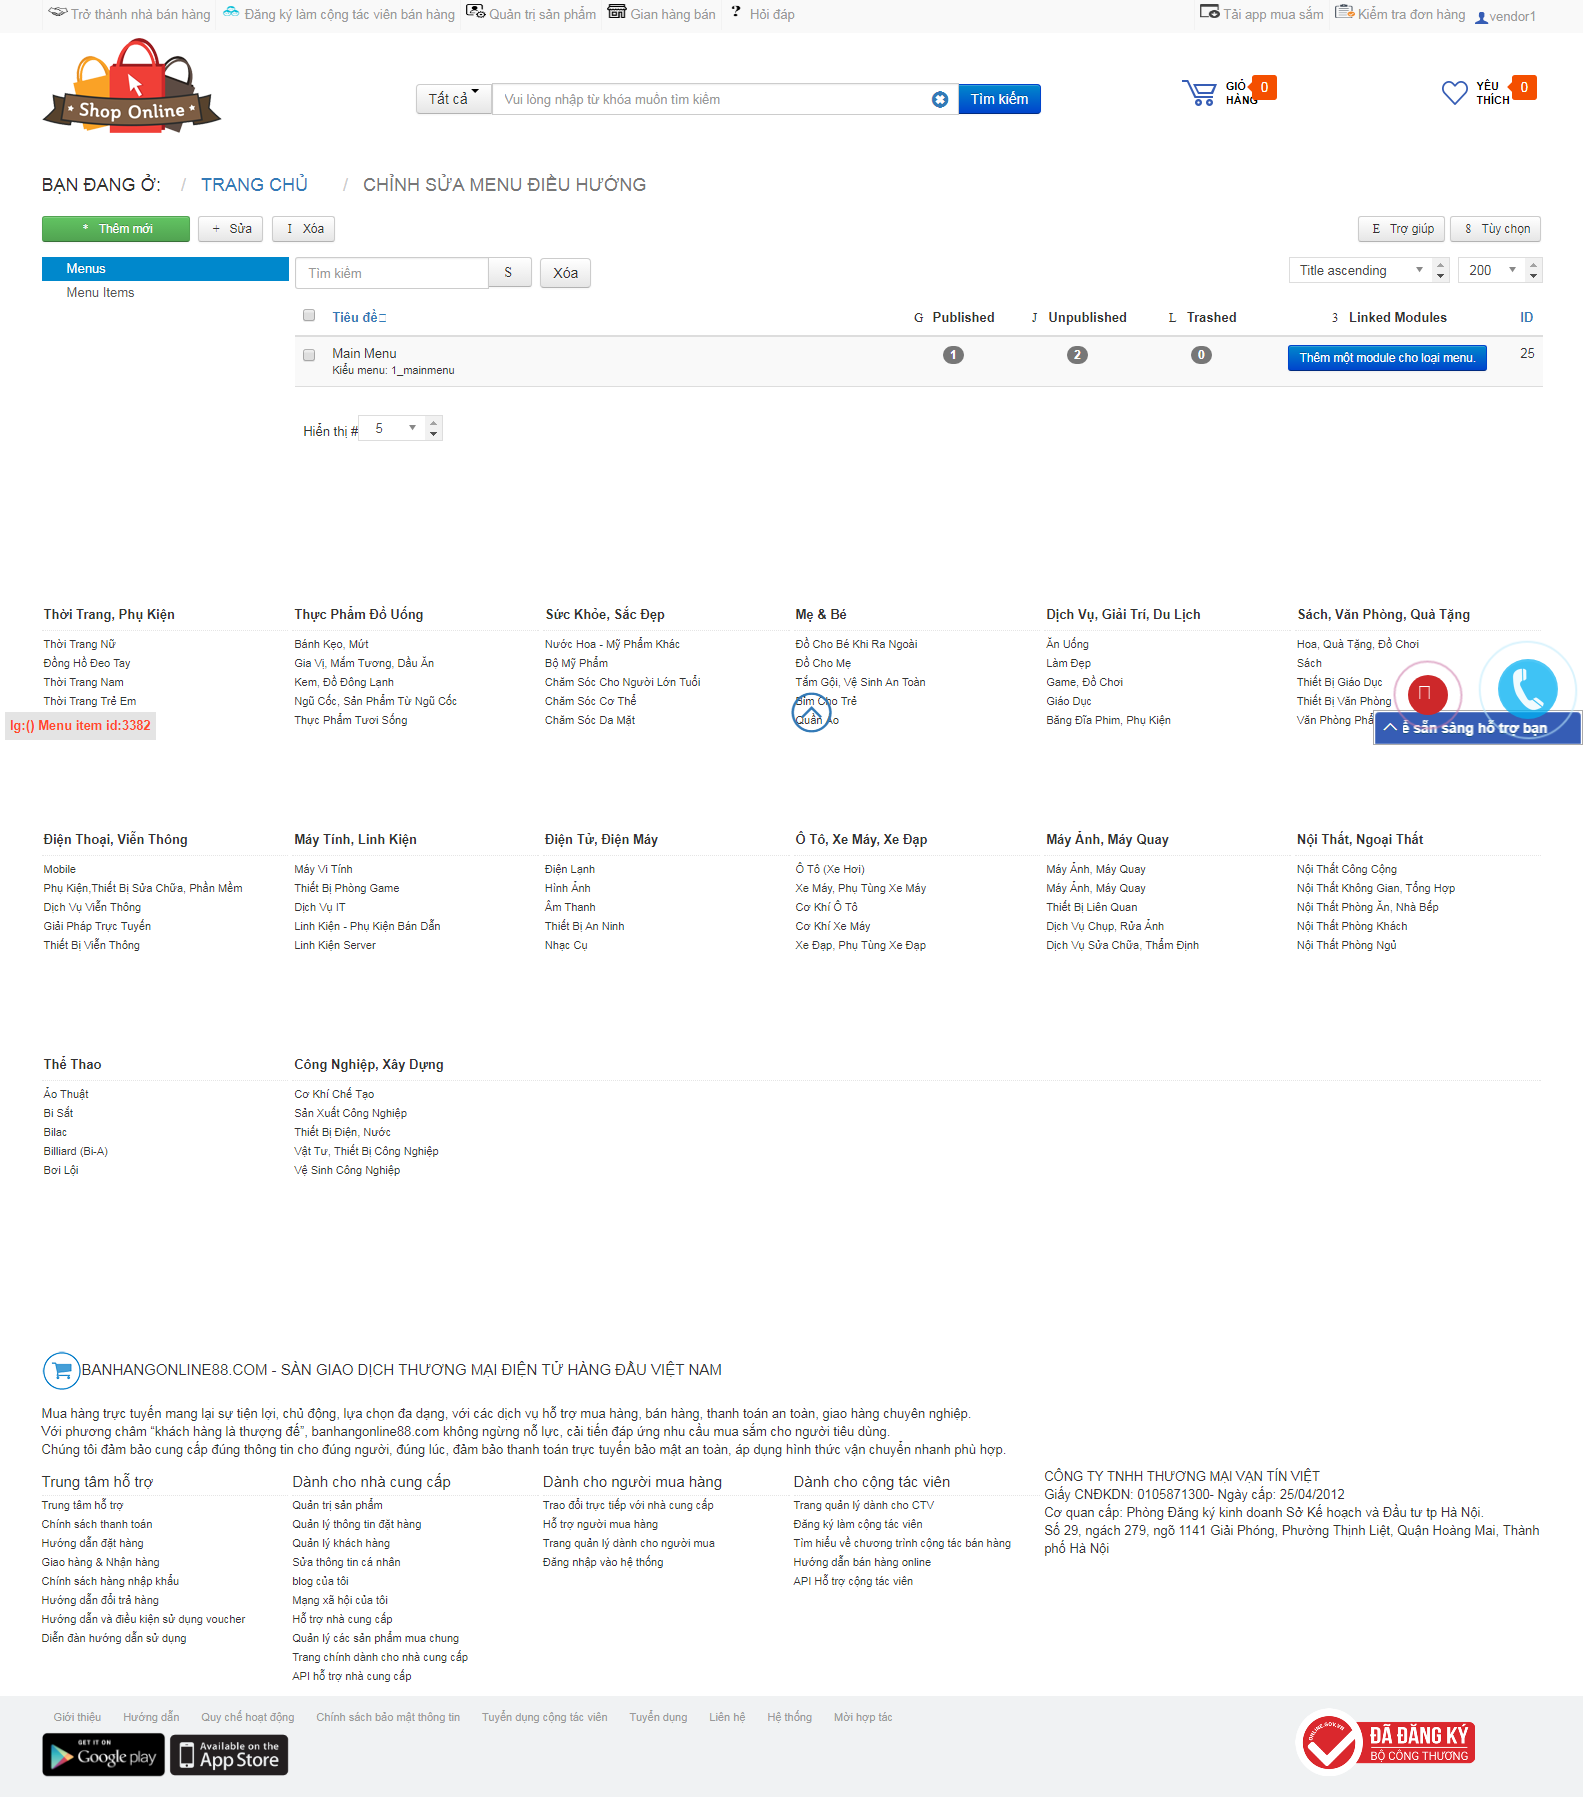 Trở thành nhà bán hàng
Đăng ký làm cộng tác viên bán hàng
Quản trị sản phẩm
Gian hàng bán
? Hỏi đáp
Tải app mua sắm
Kiểm tra đơn hàng
vendor1
Shop Online
Tất cả
Vui lòng nhập từ khóa muốn tìm kiếm
Tìm kiếm
GIỎ HÀNG
0
YÊU THÍCH
0
BẠN ĐANG Ở: / TRANG CHỦ / CHỈNH SỬA MENU ĐIỀU HƯỚNG
* Thêm mới
+ Sửa
I Xóa
E Trợ giúp
8 Tùy chọn
Menus
Menu Items
Tìm kiếm
S
Xóa
Title ascending
200
Tiêu đề
G Published
J Unpublished
L Trashed
3 Linked Modules
ID
Main Menu
Kiểu menu: 1_mainmenu
1
2
0
Thêm một module cho loại menu.
25
Hiển thị #
5
Thời Trang, Phụ Kiện
Thời Trang Nữ
Đồng Hồ Đeo Tay
Thời Trang Nam
Thời Trang Trẻ Em
lg:() Menu item id:3382
Thực Phẩm Đồ Uống
Bánh Kẹo, Mứt
Gia Vị, Mắm Tương, Dầu Ăn
Kem, Đồ Đông Lạnh
Ngũ Cốc, Sản Phẩm Từ Ngũ Cốc
Thực Phẩm Tươi Sống
Sức Khỏe, Sắc Đẹp
Nước Hoa - Mỹ Phẩm Khác
Bộ Mỹ Phẩm
Chăm Sóc Cho Người Lớn Tuổi
Chăm Sóc Cơ Thể
Chăm Sóc Da Mặt
Mẹ & Bé
Đồ Cho Bé Khi Ra Ngoài
Đồ Cho Mẹ
Tắm Gội, Vệ Sinh An Toàn
Bỉm Cho Trẻ
Quần Áo
Dịch Vụ, Giải Trí, Du Lịch
Ăn Uống
Làm Đẹp
Game, Đồ Chơi
Giáo Dục
Băng Đĩa Phim, Phụ Kiện
Sách, Văn Phòng, Quà Tặng
Hoa, Quà Tặng, Đồ Chơi
Sách
Thiết Bị Giáo Dục
Thiết Bị Văn Phòng
Văn Phòng
sẵn sàng hỗ trợ bạn
Điện Thoại, Viễn Thông
Mobile
Phụ Kiện,Thiết Bị Sửa Chữa, Phần Mềm
Dịch Vụ Viễn Thông
Giải Pháp Trực Tuyến
Thiết Bị Viễn Thông
Máy Tính, Linh Kiện
Máy Vi Tính
Thiết Bị Phòng Game
Dịch Vụ IT
Linh Kiện - Phụ Kiện Bán Dẫn
Linh Kiện Server
Điện Tử, Điện Máy
Điện Lạnh
Hình Ảnh
Âm Thanh
Thiết Bị An Ninh
Nhạc Cụ
Ô Tô, Xe Máy, Xe Đạp
Ô Tô (Xe Hơi)
Xe Máy, Phụ Tùng Xe Máy
Cơ Khí Ô Tô
Cơ Khí Xe Máy
Xe Đạp, Phụ Tùng Xe Đạp
Máy Ảnh, Máy Quay
Máy Ảnh, Máy Quay
Máy Ảnh, Máy Quay
Thiết Bị Liên Quan
Dịch Vụ Chụp, Rửa Ảnh
Dịch Vụ Sửa Chữa, Thẩm Định
Nội Thất, Ngoại Thất
Nội Thất Công Cộng
Nội Thất Không Gian, Tổng Hợp
Nội Thất Phòng Ăn, Nhà Bếp
Nội Thất Phòng Khách
Nội Thất Phòng Ngủ
Thể Thao
Ảo Thuật
Bi Sắt
Bilac
Billiard (Bi-A)
Bơi Lội
Công Nghiệp, Xây Dựng
Cơ Khí Chế Tạo
Sản Xuất Công Nghiệp
Thiết Bị Điện, Nước
Vật Tư, Thiết Bị Công Nghiệp
Vệ Sinh Công Nghiệp
BANHANGONLINE88.COM - SÀN GIAO DỊCH THƯƠNG MẠI ĐIỆN TỬ HÀNG ĐẦU VIỆT NAM
Mua hàng trực tuyến mang lại sự tiện lợi, chủ động, lựa chọn đa dạng, với các dịch vụ hỗ trợ mua hàng, bán hàng, thanh toán an toàn, giao hàng chuyên nghiệp.
Với phương châm “khách hàng là thượng đế”, banhangonline88.com không ngừng nỗ lực, cải tiến đáp ứng nhu cầu mua sắm cho người tiêu dùng.
Chúng tôi đảm bảo cung cấp đúng thông tin cho đúng người, đúng lúc, đảm bảo thanh toán trực tuyến bảo mật an toàn, áp dụng hình thức vận chuyển nhanh phù hợp.
Trung tâm hỗ trợ
Trung tâm hỗ trợ
Chính sách thanh toán
Hướng dẫn đặt hàng
Giao hàng & Nhận hàng
Chính sách hàng nhập khẩu
Hướng dẫn đổi trả hàng
Hướng dẫn và điều kiện sử dụng voucher
Diễn đàn hướng dẫn sử dụng
Dành cho nhà cung cấp
Quản trị sản phẩm
Quản lý thông tin đặt hàng
Quản lý khách hàng
Sửa thông tin cá nhân
blog của tôi
Mạng xã hội của tôi
Hỗ trợ nhà cung cấp
Quản lý các sản phẩm mua chung
Trang chính dành cho nhà cung cấp
API hỗ trợ nhà cung cấp
Dành cho người mua hàng
Trao đổi trực tiếp với nhà cung cấp
Hỗ trợ người mua hàng
Trang quản lý dành cho người mua
Đăng nhập vào hệ thống
Dành cho cộng tác viên
Trang quản lý dành cho CTV
Đăng ký làm cộng tác viên
Tìm hiểu về chương trình cộng tác bán hàng
Hướng dẫn bán hàng online
API Hỗ trợ cộng tác viên
CÔNG TY TNHH THƯƠNG MẠI VẠN TÍN VIỆT
Giấy CNĐKDN: 0105871300- Ngày cấp: 25/04/2012
Cơ quan cấp: Phòng Đăng ký kinh doanh Sở Kế hoạch và Đầu tư tp Hà Nội.
Số 29, ngách 279, ngõ 1141 Giải Phóng, Phường Thịnh Liệt, Quận Hoàng Mai, Thành
phố Hà Nội
Giới thiệu
Hướng dẫn
Quy chế hoạt động
Chính sách bảo mật thông tin
Tuyển dụng cộng tác viên
Tuyển dụng
Liên hệ
Hệ thống
Mời hợp tác
GET IT ON
Google play
Available on the
App Store
ONLINE.GOV.VN
ĐÃ ĐĂNG KÝ
BỘ CÔNG THƯƠNG